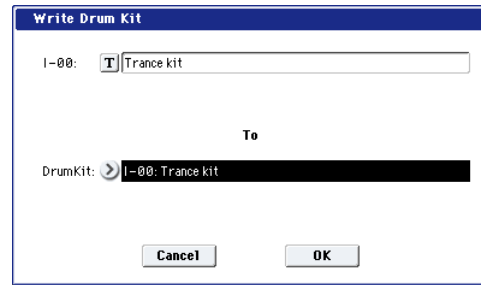 Write Drum Kit
I-00: T Trance kit
To
DrumKit: I-00: Trance kit
Cancel OK